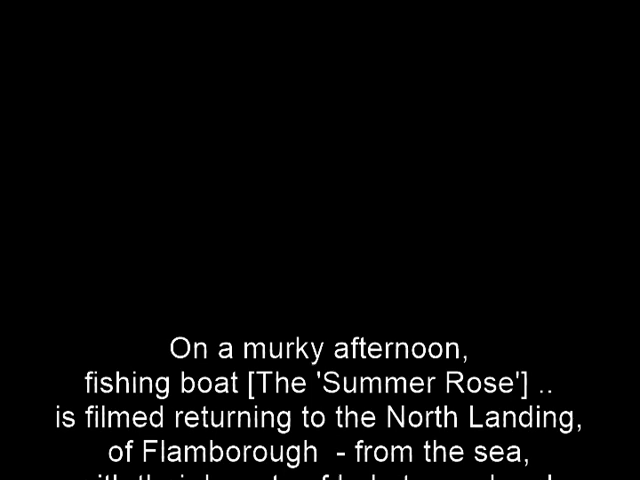 On a murky afternoon,
fishing boat [The 'Summer Rose'] ..
is filmed returning to the North Landing,
of Flamborough  - from the sea,